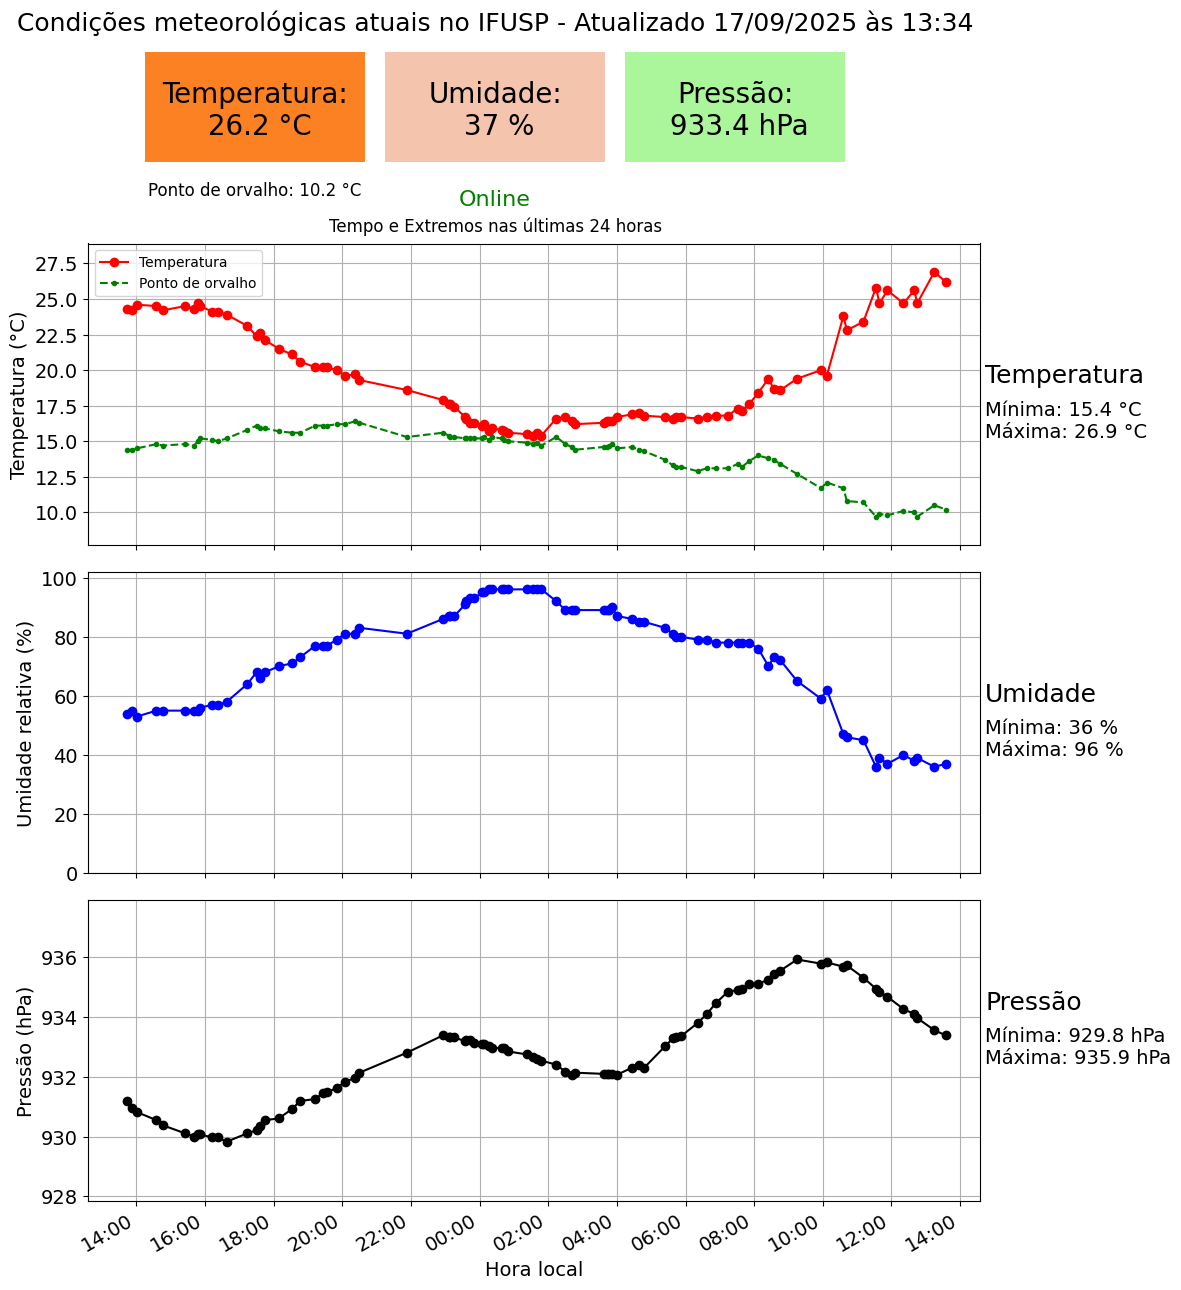 Condições meteorológicas atuais no IFUSP - Atualizado 17/09/2025 às 13:34
Temperatura:
26.2 °C
Umidade:
37 %
Pressão:
933.4 hPa
Ponto de orvalho: 10.2 °C
Online
Tempo e Extremos nas últimas 24 horas
Temperatura (°C)
27.5
25.0
22.5
20.0
17.5
15.0
12.5
10.0
Temperatura
Ponto de orvalho
Temperatura
Mínima: 15.4 °C
Máxima: 26.9 °C
Umidade relativa (%)
100
80
60
40
20
0
Umidade
Mínima: 36 %
Máxima: 96 %
Pressão (hPa)
936
934
932
930
928
Pressão
Mínima: 929.8 hPa
Máxima: 935.9 hPa
14:00 16:00 18:00 20:00 22:00 00:00 02:00 04:00 06:00 08:00 10:00 12:00 14:00
Hora local